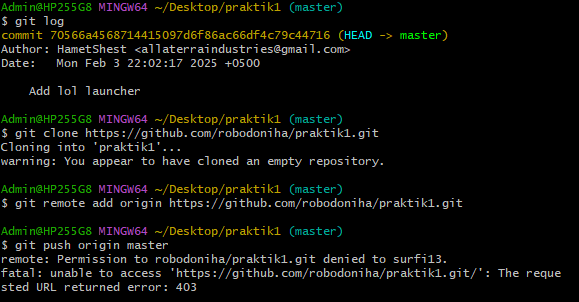 Admin@HP255G8 MINGW64 ~/Desktop/praktik1 (master)
$ git log
commit 70566a4568714415097d6f86ac66df4c79c44716 (HEAD -> master)
Author: HametShest <allaterraindustries@gmail.com>
Date:   Mon Feb 3 22:02:17 2025 +0500
    Add lol launcher
Admin@HP255G8 MINGW64 ~/Desktop/praktik1 (master)
$ git clone https://github.com/robodoniha/praktik1.git
Cloning into 'praktik1'...
warning: You appear to have cloned an empty repository.
Admin@HP255G8 MINGW64 ~/Desktop/praktik1 (master)
$ git remote add origin https://github.com/robodoniha/praktik1.git
Admin@HP255G8 MINGW64 ~/Desktop/praktik1 (master)
$ git push origin master
remote: Permission to robodoniha/praktik1.git denied to surfi13.
fatal: unable to access 'https://github.com/robodoniha/praktik1.git/': The reque
sted URL returned error: 403